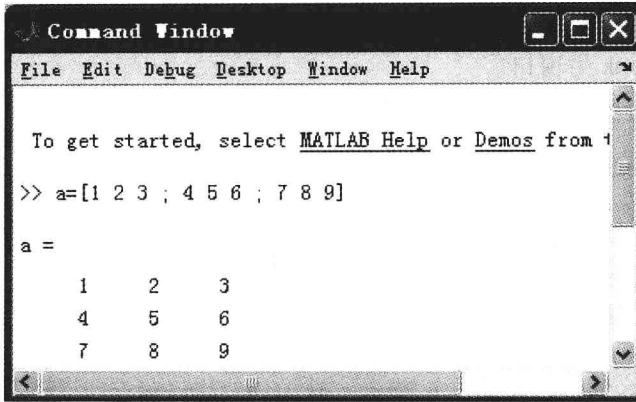 Command Window
File Edit Debug Desktop Window Help
To get started, select MATLAB Help or Demos from
>> a=[1 2 3 ; 4 5 6 ; 7 8 9]
a =
1 2 3
4 5 6
7 8 9